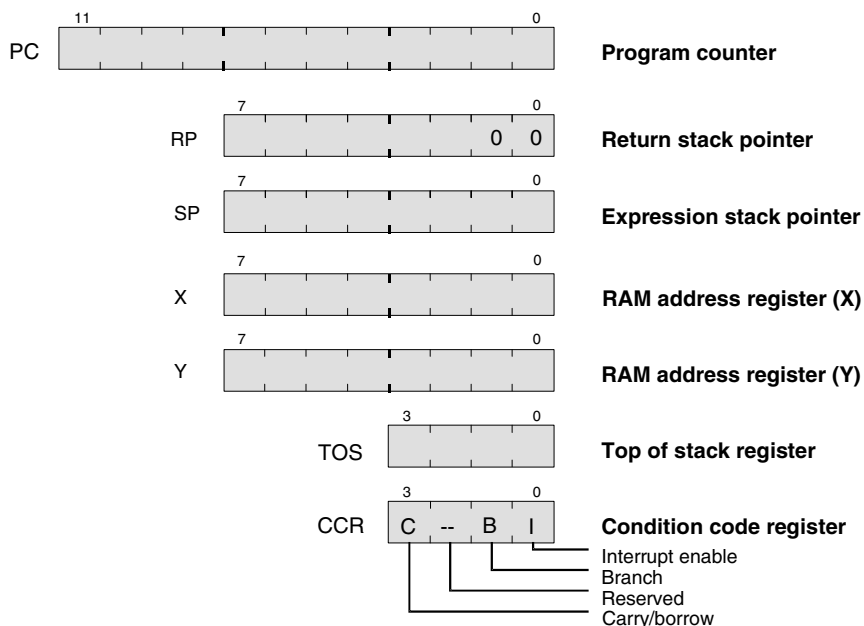 11 0
PC Program counter
7 0
RP 0 0 Return stack pointer
7 0
SP Expression stack pointer
7 0
X RAM address register (X)
7 0
Y RAM address register (Y)
3 0
TOS Top of stack register
3 0
CCR C -- B I Condition code register
Interrupt enable
Branch
Reserved
Carry/borrow